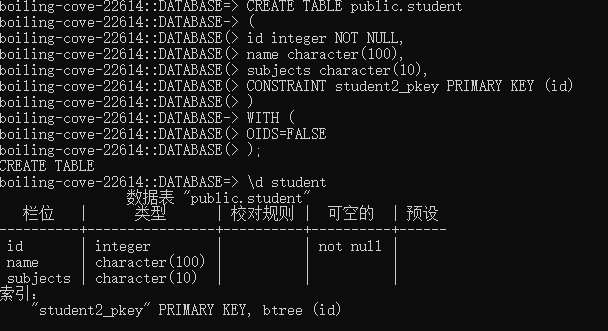 boiling-cove-22614::DATABASE=> CREATE TABLE public.student
boiling-cove-22614::DATABASE-> (
boiling-cove-22614::DATABASE(> id integer NOT NULL,
boiling-cove-22614::DATABASE(> name character(100),
boiling-cove-22614::DATABASE(> subjects character(10),
boiling-cove-22614::DATABASE(> CONSTRAINT student2_pkey PRIMARY KEY (id)
boiling-cove-22614::DATABASE(> )
boiling-cove-22614::DATABASE-> WITH (
boiling-cove-22614::DATABASE(> OIDS=FALSE
boiling-cove-22614::DATABASE(> );
CREATE TABLE
boiling-cove-22614::DATABASE=> \d student
数据表 "public.student"
栏位 | 类型 | 校对规则 | 可空的 | 预设
----------+----------------+----------+----------+------
id | integer | | not null |
name | character(100) | | |
subjects | character(10) | | |
索引:
"student2_pkey" PRIMARY KEY, btree (id)